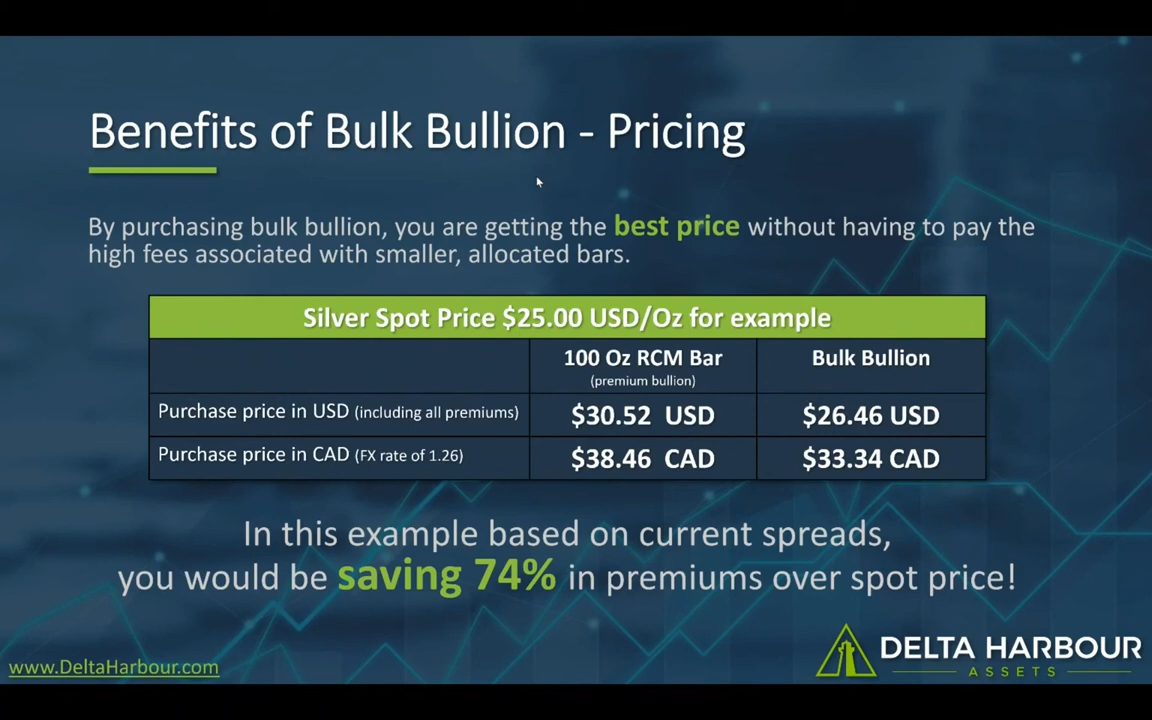 Benefits of Bulk Bullion - Pricing
By purchasing bulk bullion, you are getting the best price without having to pay the
high fees associated with smaller, allocated bars.
Silver Spot Price $25.00 USD/Oz for example
100 Oz RCM Bar Bulk Bullion
(premium bullion)
Purchase price in USD (including all premiums) $30.52 USD $26.46 USD
Purchase price in CAD (FX rate of 1.26) $38.46 CAD $33.34 CAD
In this example based on current spreads,
you would be saving 74% in premiums over spot price!
www.DeltaHarbour.com
DELTA HARBOUR
ASSETS